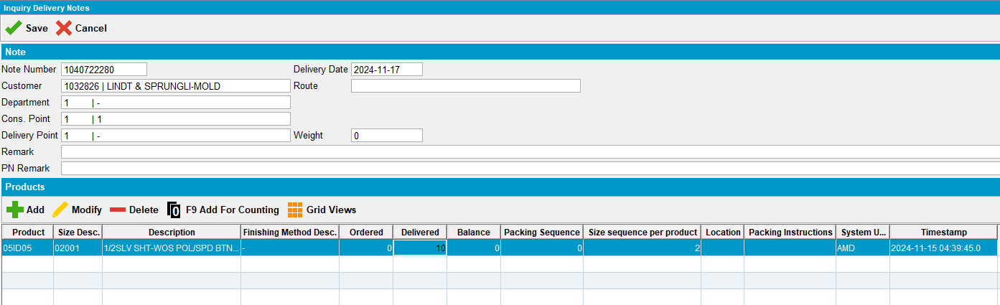 Inquiry Delivery Notes
Save Cancel
Note
Note Number 1040722280 Delivery Date 2024-11-17
Customer 1032826 | LINDT & SPRUNGLI-MOLD Route
Department 1 | -
Cons. Point 1 | 1
Delivery Point 1 | - Weight 0
Remark
PN Remark
Products
Add Modify Delete 0 F9 Add For Counting Grid Views
Product Size Desc. Description Finishing Method Desc. Ordered Delivered Balance Packing Sequence Size sequence per product Location Packing Instructions System U... Timestamp
05ID05 02001 1/2SLV SHT-WOS POL/SPD BTN... - 0 10 0 0 2 AMD 2024-11-15 04:39:45.0